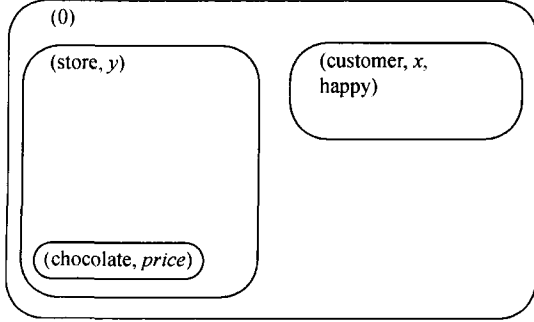 (0)
(store, y)
(customer, x,
happy)
(chocolate, price)